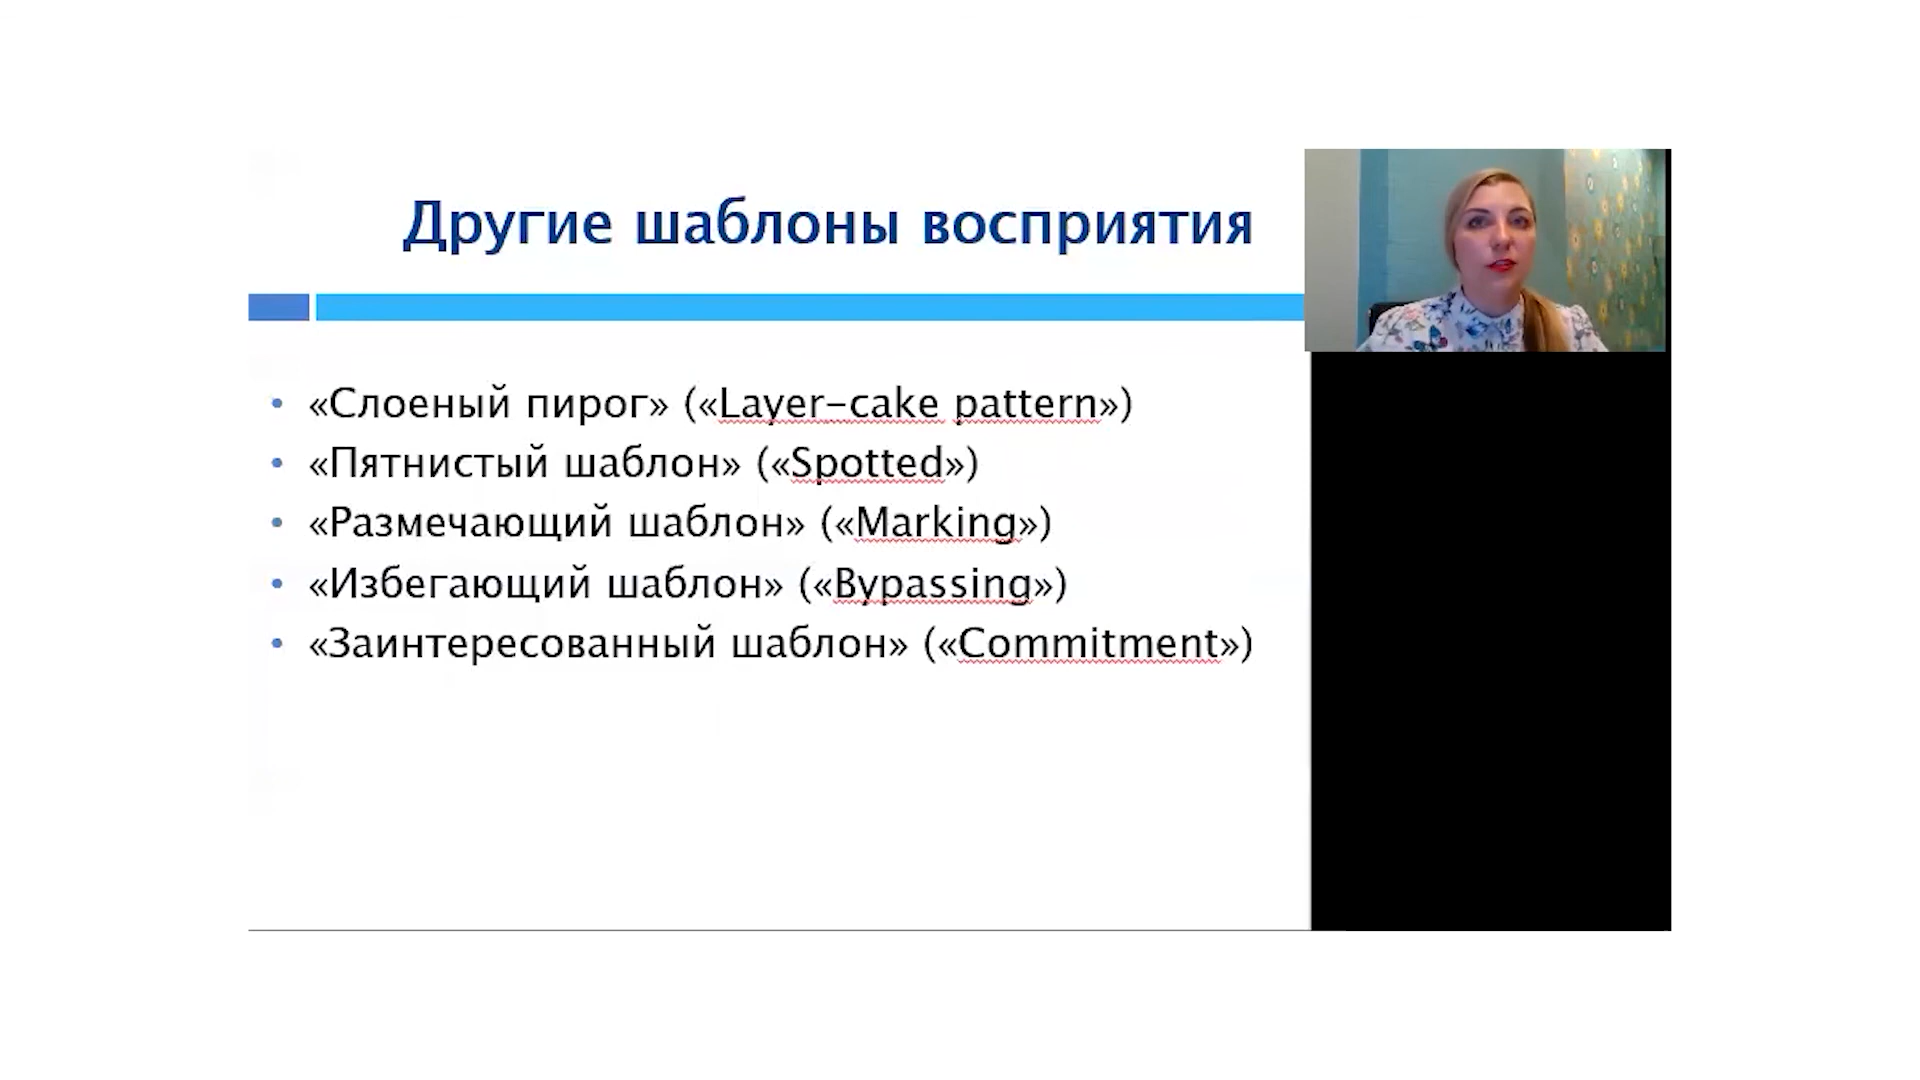 Другие шаблоны восприятия
• «Слоеный пирог» («Layer-cake pattern»)
• «Пятнистый шаблон» («Spotted»)
• «Размечающий шаблон» («Marking»)
• «Избегающий шаблон» («Bypassing»)
• «Заинтересованный шаблон» («Commitment»)